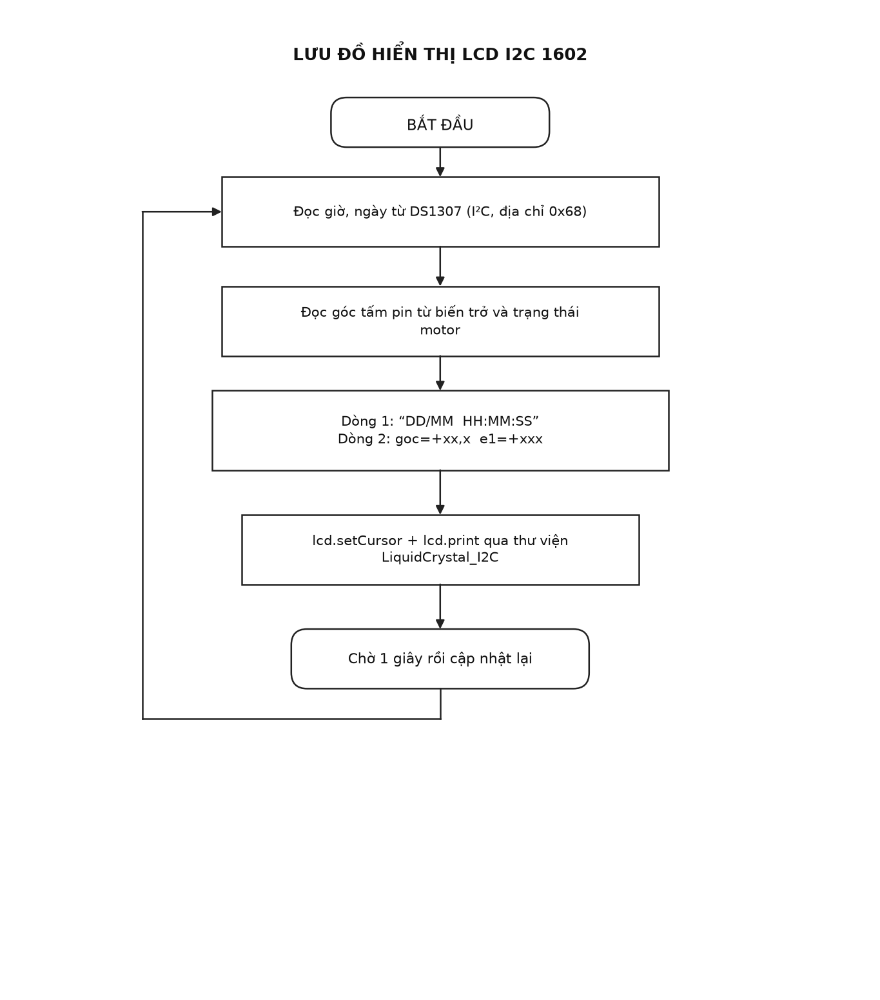 LƯU ĐỒ HIỂN THỊ LCD I2C 1602
BẮT ĐẦU
Đọc giờ, ngày từ DS1307 (I²C, địa chỉ 0x68)
Đọc góc tấm pin từ biến trở và trạng thái
motor
Dòng 1: “DD/MM  HH:MM:SS”
Dòng 2: goc=+xx,x  e1=+xxx
lcd.setCursor + lcd.print qua thư viện
LiquidCrystal_I2C
Chờ 1 giây rồi cập nhật lại